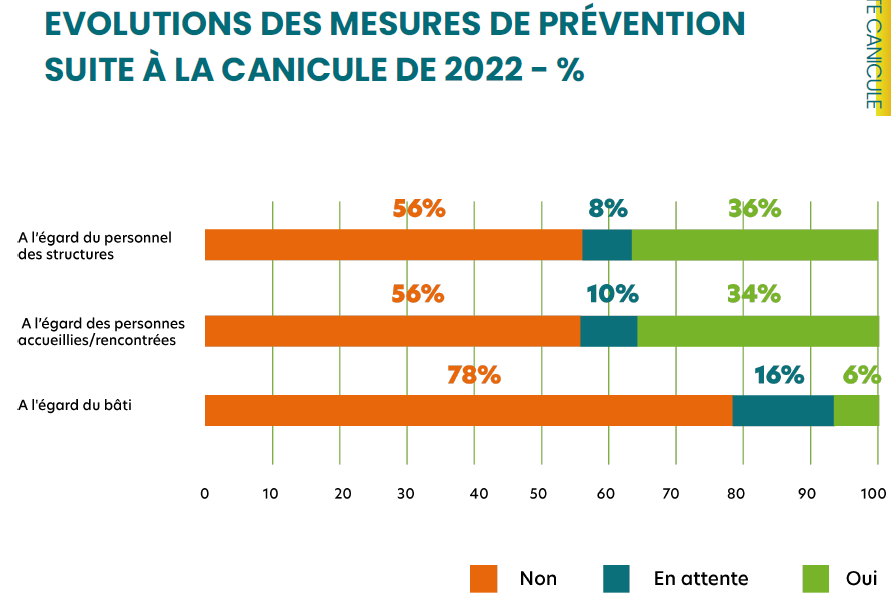 EVOLUTIONS DES MESURES DE PRÉVENTION
SUITE À LA CANICULE DE 2022 – %
CANICULE
56% 8% 36%
A l’égard du personnel
des structures
56% 10% 34%
A l’égard des personnes
accueillies/rencontrées
78% 16% 6%
A l'égard du bâti
0 10 20 30 40 50 60 70 80 90 100
Non En attente Oui